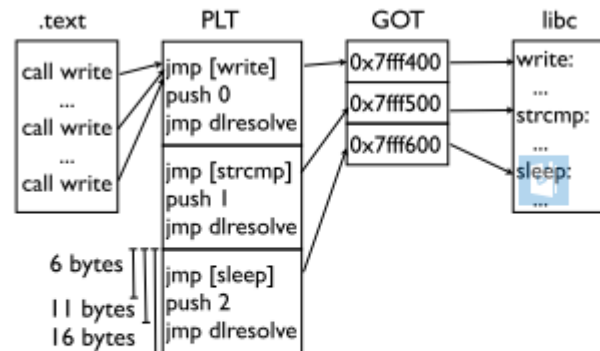 .text
call write
...
call write
...
call write
PLT
jmp [write]
push 0
jmp dlresolve
jmp [strcmp]
push 1
jmp dlresolve
jmp [sleep]
push 2
jmp dlresolve
6 bytes
11 bytes
16 bytes
GOT
0x7fff400
0x7fff500
0x7fff600
libc
write:
...
strcmp:
...
sleep:
...